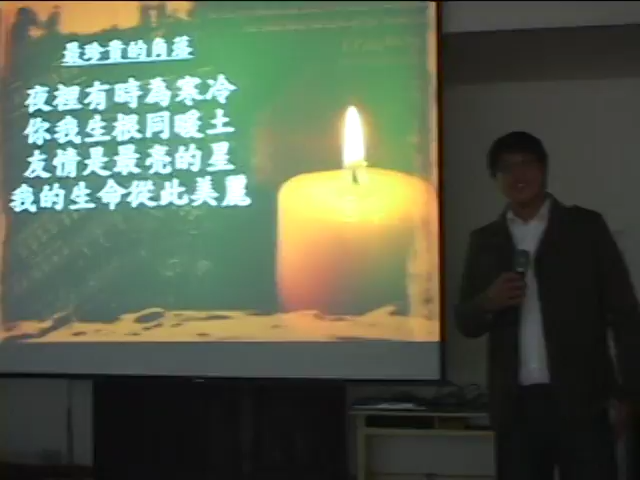 最珍貴的角落
夜裡有時為寒冷
你我生根同暖土
友情是最亮的星
我的生命從此美麗